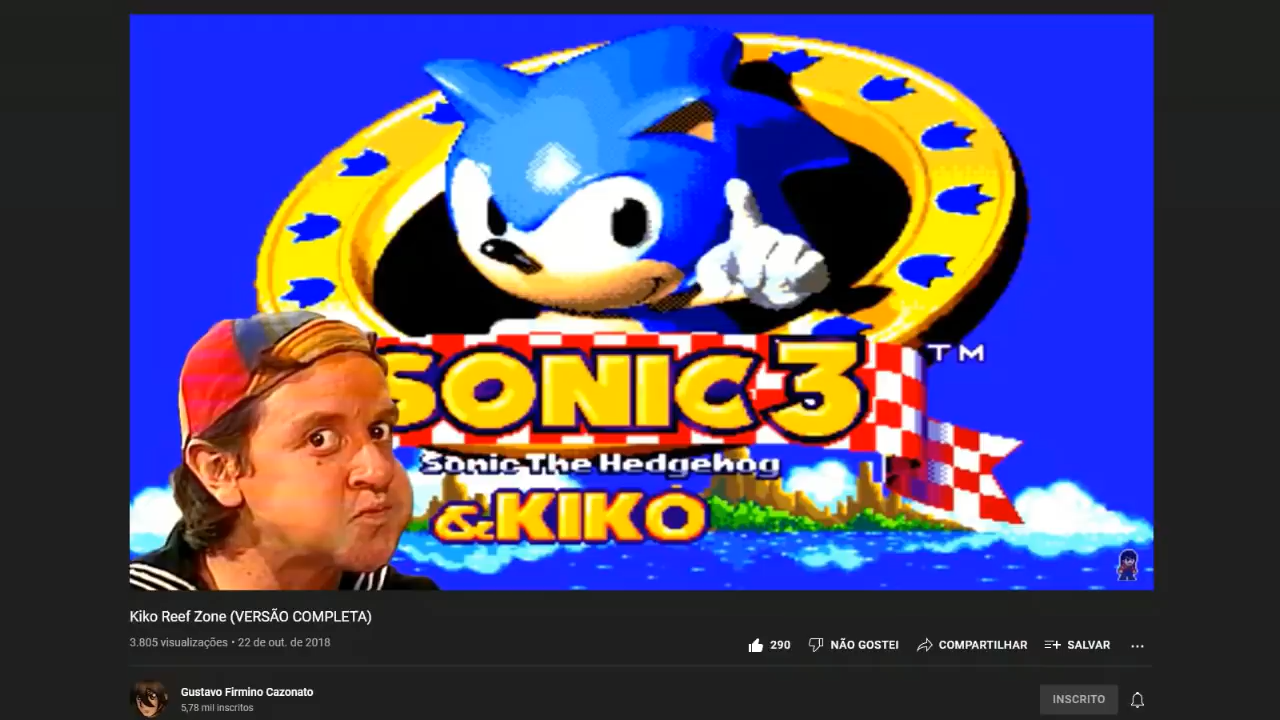 SONIC 3 TM
Sonic The Hedgehog
&KIKO
Kiko Reef Zone (VERSÃO COMPLETA)
3.805 visualizações • 22 de out. de 2018
290 NÃO GOSTEI COMPARTILHAR SALVAR ...
Gustavo Firmino Cazonato
5,78 mil inscritos
INSCRITO